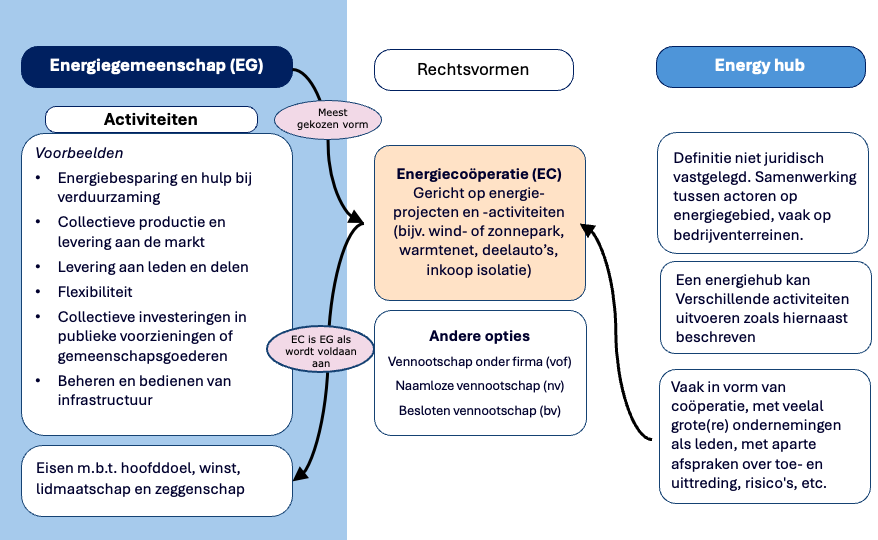 Energiegemeenschap (EG)
Activiteiten
Voorbeelden
• Energiebesparing en hulp bij
verduurzaming
• Collectieve productie en
levering aan de markt
• Levering aan leden en delen
• Flexibiliteit
• Collectieve investeringen in
publieke voorzieningen of
gemeenschapsgoederen
• Beheren en bedienen van
infrastructuur
Eisen m.b.t. hoofddoel, winst,
lidmaatschap en zeggenschap
Meest
gekozen vorm
EC is EG als
wordt voldaan
aan
Rechtsvormen
Energiecoöperatie (EC)
Gericht op energie-
projecten en -activiteiten
(bijv. wind- of zonnepark,
warmtenet, deelauto's,
inkoop isolatie)
Andere opties
Vennootschap onder firma (vof)
Naamloze vennootschap (nv)
Besloten vennootschap (bv)
Energy hub
Definitie niet juridisch
vastgelegd. Samenwerking
tussen actoren op
energiegebied, vaak op
bedrijventerreinen.
Een energiehub kan
Verschillende activiteiten
uitvoeren zoals hiernaast
beschreven
Vaak in vorm van
coöperatie, met veelal
grote(re) ondernemingen
als leden, met aparte
afspraken over toe- en
uittreding, risico's, etc.